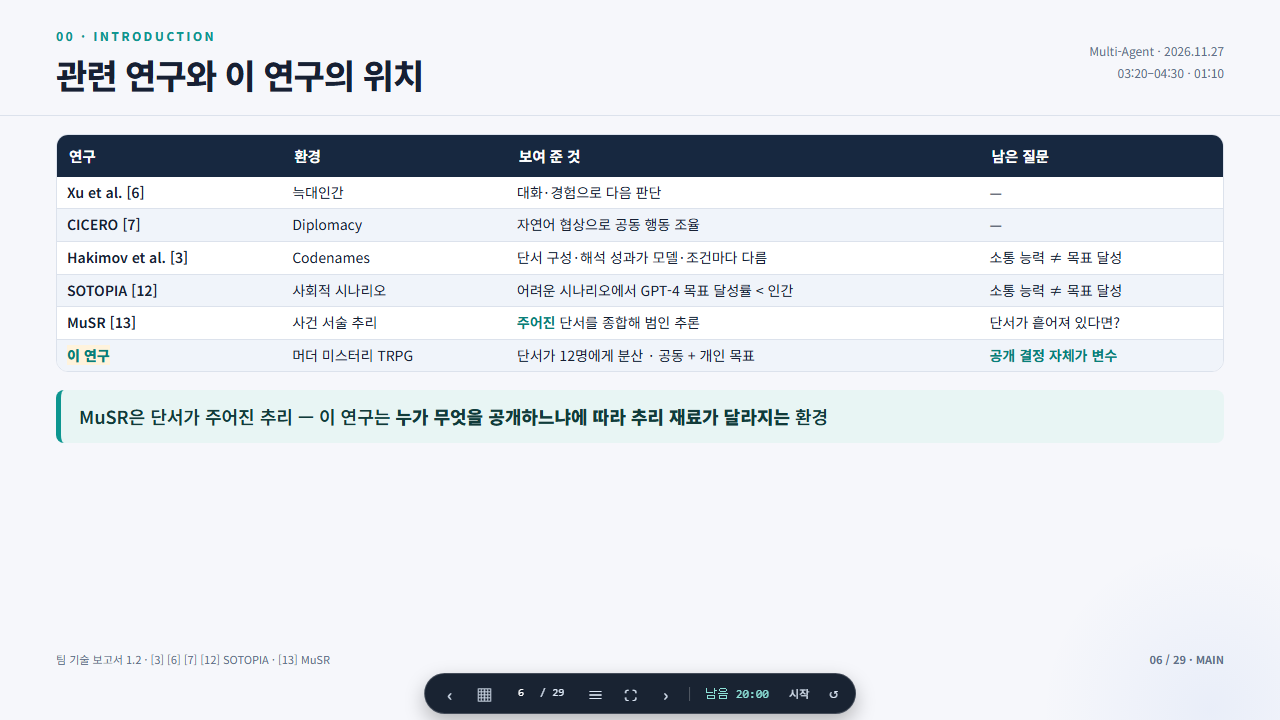 00 · INTRODUCTION
관련 연구와 이 연구의 위치
Multi-Agent · 2026.11.27
03:20–04:30 · 01:10
연구 환경 보여 준 것 남은 질문
Xu et al. [6] 늑대인간 대화·경험으로 다음 판단 —
CICERO [7] Diplomacy 자연어 협상으로 공동 행동 조율 —
Hakimov et al. [3] Codenames 단서 구성·해석 성과가 모델·조건마다 다름 소통 능력 ≠ 목표 달성
SOTOPIA [12] 사회적 시나리오 어려운 시나리오에서 GPT-4 목표 달성률 < 인간 소통 능력 ≠ 목표 달성
MuSR [13] 사건 서술 추리 주어진 단서를 종합해 범인 추론 단서가 흩어져 있다면?
이 연구 머더 미스터리 TRPG 단서가 12명에게 분산 · 공동 + 개인 목표 공개 결정 자체가 변수
MuSR은 단서가 주어진 추리 — 이 연구는 누가 무엇을 공개하느냐에 따라 추리 재료가 달라지는 환경
팀 기술 보고서 1.2 · [3] [6] [7] [12] SOTOPIA · [13] MuSR
06 / 29 · MAIN
‹ 6 / 29 › 남음 20:00 시작 ↺